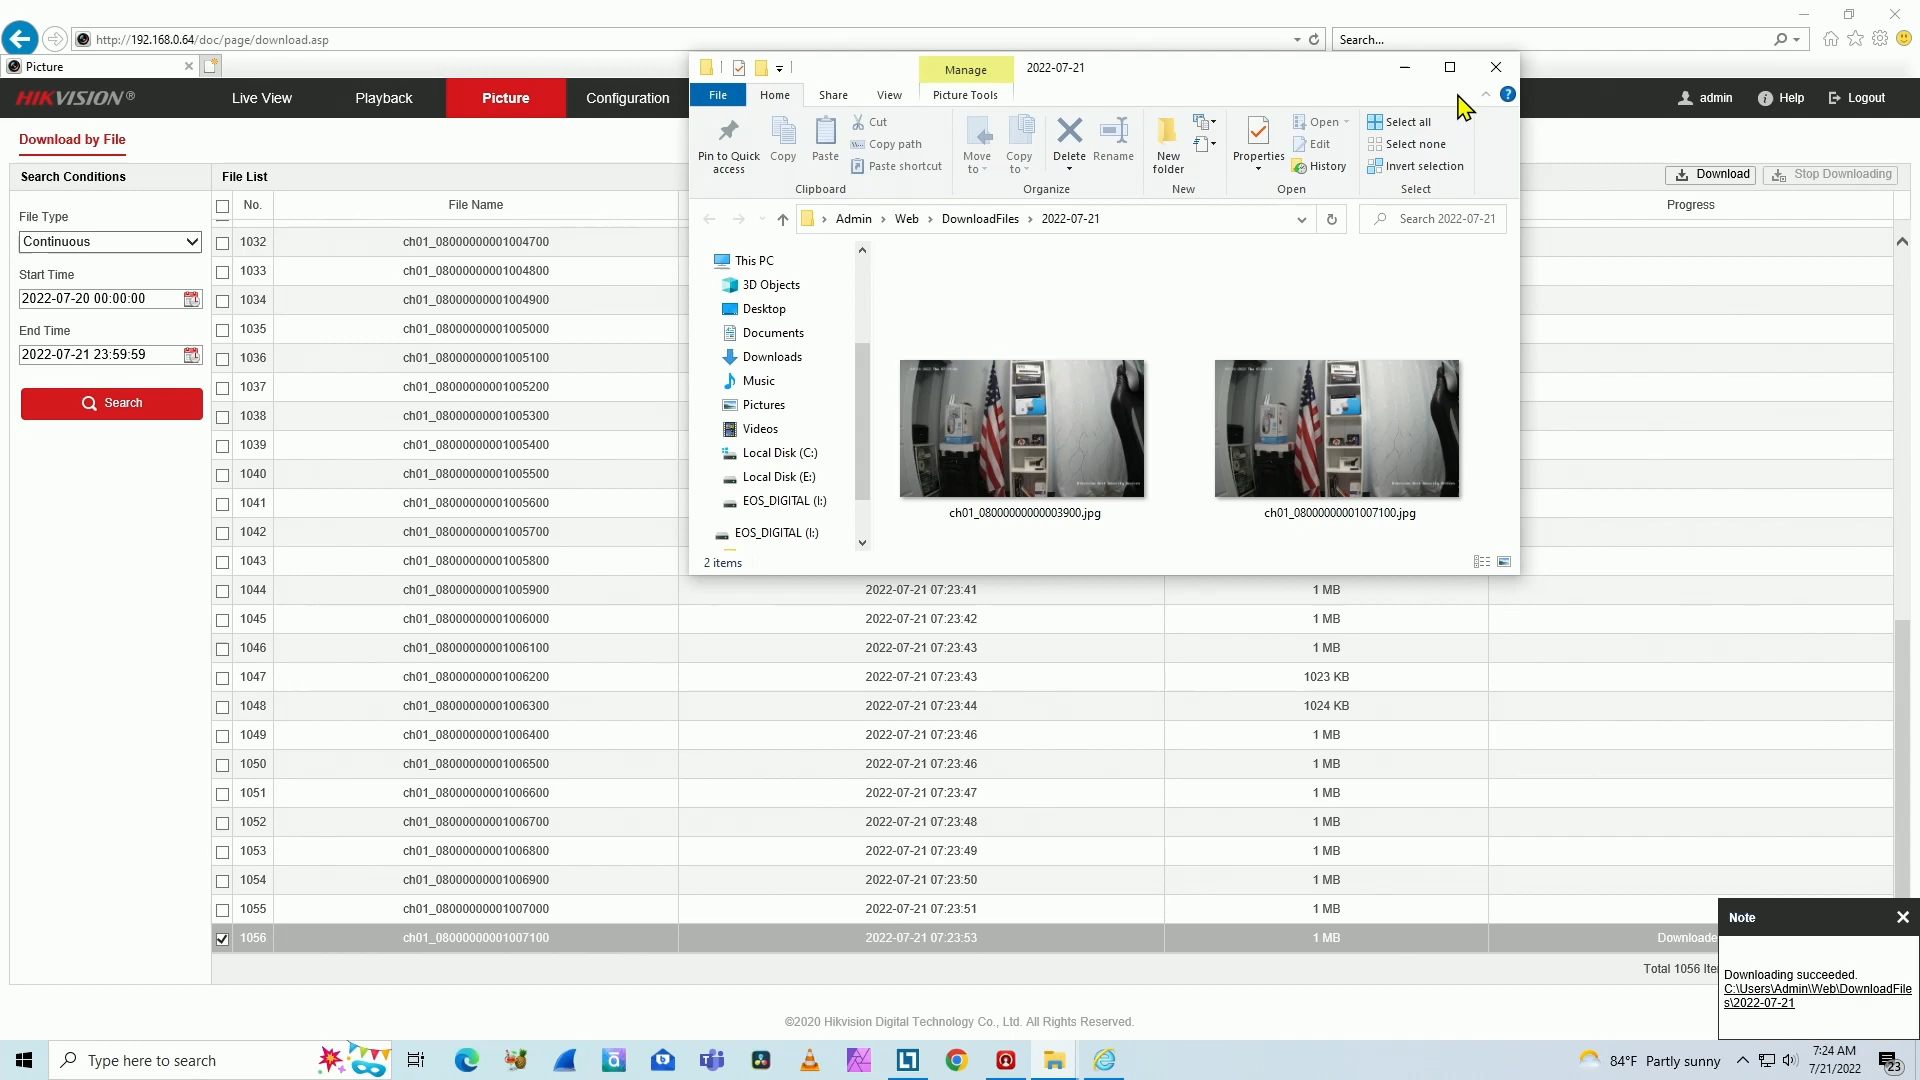 http://192.168.0.64/doc/page/download.asp
Search...
Picture
HIKVISION®
Live View
Playback
Picture
Configuration
admin
Help
Logout
Download by File
Search Conditions
File Type
Continuous
Start Time
2022-07-20 00:00:00
End Time
2022-07-21 23:59:59
Search
File List
Download
Stop Downloading
No.
File Name
Progress
1032 ch01_08000000001004700
1033 ch01_08000000001004800
1034 ch01_08000000001004900
1035 ch01_08000000001005000
1036 ch01_08000000001005100
1037 ch01_08000000001005200
1038 ch01_08000000001005300
1039 ch01_08000000001005400
1040 ch01_08000000001005500
1041 ch01_08000000001005600
1042 ch01_08000000001005700
1043 ch01_08000000001005800
1044 ch01_08000000001005900 2022-07-21 07:23:41 1 MB
1045 ch01_08000000001006000 2022-07-21 07:23:42 1 MB
1046 ch01_08000000001006100 2022-07-21 07:23:43 1 MB
1047 ch01_08000000001006200 2022-07-21 07:23:43 1023 KB
1048 ch01_08000000001006300 2022-07-21 07:23:44 1024 KB
1049 ch01_08000000001006400 2022-07-21 07:23:46 1 MB
1050 ch01_08000000001006500 2022-07-21 07:23:46 1 MB
1051 ch01_08000000001006600 2022-07-21 07:23:47 1 MB
1052 ch01_08000000001006700 2022-07-21 07:23:48 1 MB
1053 ch01_08000000001006800 2022-07-21 07:23:49 1 MB
1054 ch01_08000000001006900 2022-07-21 07:23:50 1 MB
1055 ch01_08000000001007000 2022-07-21 07:23:51 1 MB
1056 ch01_08000000001007100 2022-07-21 07:23:53 1 MB Downloade
Total 1056 Ite
Manage
2022-07-21
File
Home
Share
View
Picture Tools
Pin to Quick access
Copy
Paste
Cut
Copy path
Paste shortcut
Clipboard
Move to
Copy to
Delete
Rename
Organize
New folder
New
Properties
Open
Edit
History
Open
Select all
Select none
Invert selection
Select
Admin
Web
DownloadFiles
2022-07-21
Search 2022-07-21
This PC
3D Objects
Desktop
Documents
Downloads
Music
Pictures
Videos
Local Disk (C:)
Local Disk (E:)
EOS_DIGITAL (I:)
EOS_DIGITAL (I:)
ch01_08000000000003900.jpg
ch01_08000000001007100.jpg
2 items
Note
Downloading succeeded.
C:\Users\Admin\Web\DownloadFile
s\2022-07-21
©2020 Hikvision Digital Technology Co., Ltd. All Rights Reserved.
Type here to search
84°F Partly sunny
7:24 AM
7/21/2022
23